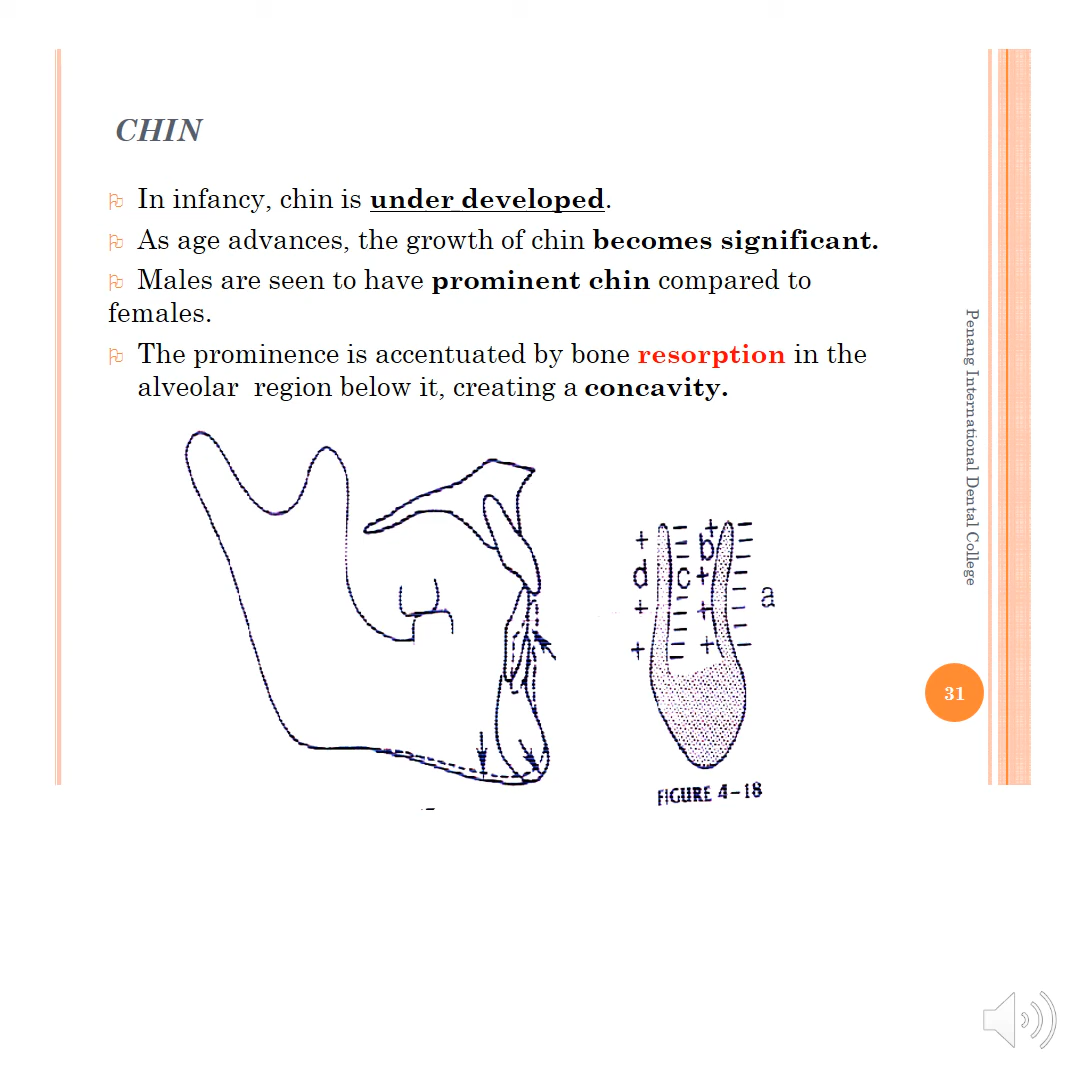 CHIN
In infancy, chin is under developed.
As age advances, the growth of chin becomes significant.
Males are seen to have prominent chin compared to
females.
The prominence is accentuated by bone resorption in the
alveolar region below it, creating a concavity.
Penang International Dental College
31
+ − + −
d c b a
FIGURE 4-18